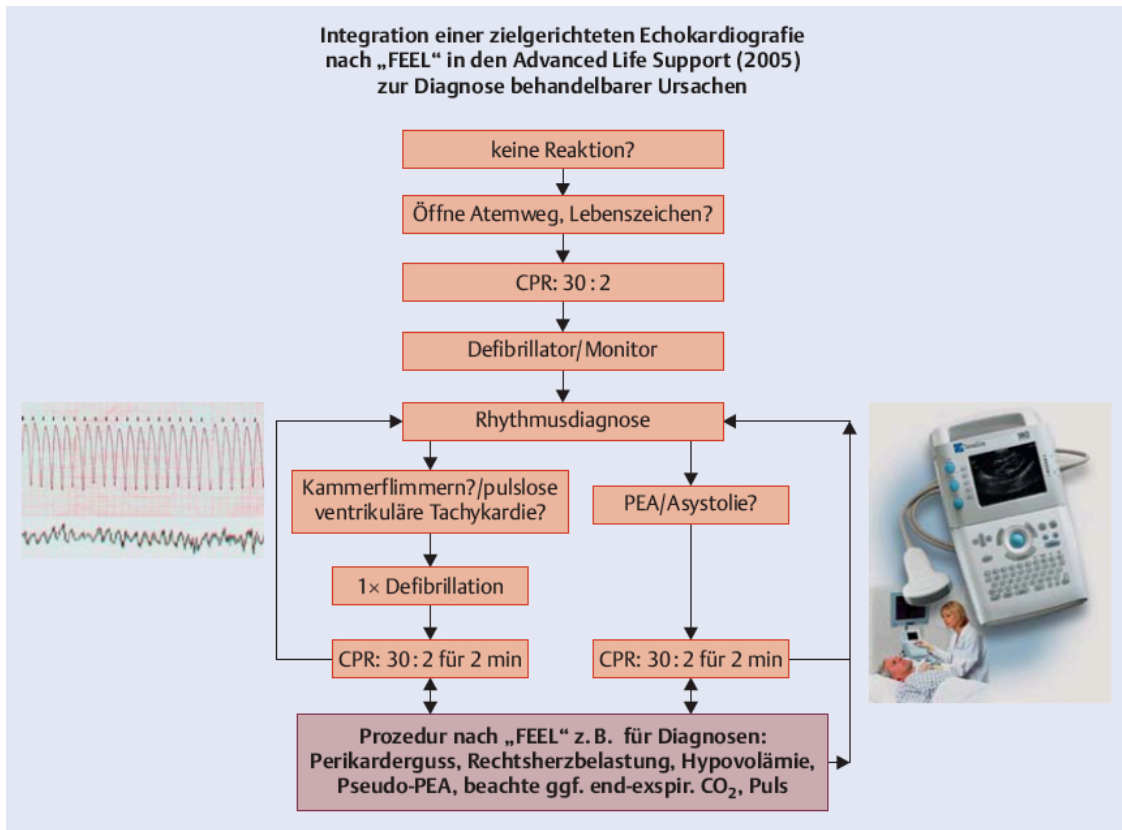 Integration einer zielgerichteten Echokardiografie
nach „FEEL“ in den Advanced Life Support (2005)
zur Diagnose behandelbarer Ursachen
keine Reaktion?
Öffne Atemweg, Lebenszeichen?
CPR: 30 : 2
Defibrillator/Monitor
Rhythmusdiagnose
Kammerflimmern?/pulslose
ventrikuläre Tachykardie?
PEA/Asystolie?
1× Defibrillation
CPR: 30 : 2 für 2 min
CPR: 30 : 2 für 2 min
Prozedur nach „FEEL“ z. B. für Diagnosen:
Perikarderguss, Rechtsherzbelastung, Hypovolämie,
Pseudo-PEA, beachte ggf. end-exspir. CO₂, Puls